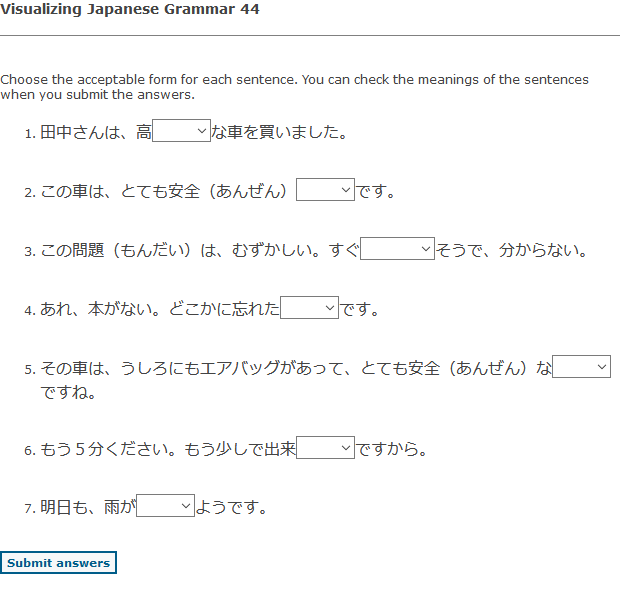 Visualizing Japanese Grammar 44
Choose the acceptable form for each sentence. You can check the meanings of the sentences
when you submit the answers.
1. 田中さんは、高 な車を買いました。
2. この車は、とても安全（あんぜん） です。
3. この問題（もんだい）は、むずかしい。すぐ そうで、分からない。
4. あれ、本がない。どこかに忘れた です。
5. その車は、うしろにもエアバッグがあって、とても安全（あんぜん）な
ですね。
6. もう５分ください。もう少しで出来 ですから。
7. 明日も、雨が ようです。
Submit answers